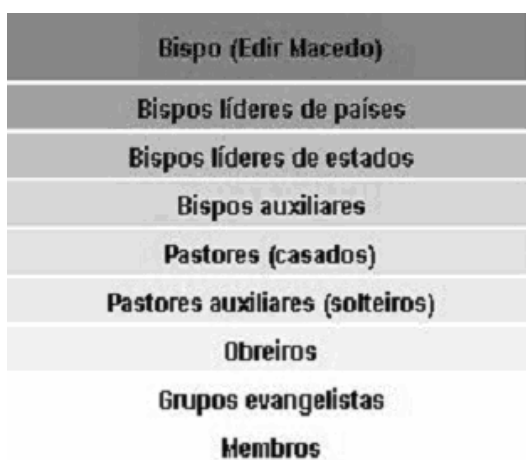 Bispo (Edir Macedo)
Bispos líderes de países
Bispos líderes de estados
Bispos auxiliares
Pastores (casados)
Pastores auxiliares (solteiros)
Obreiros
Grupos evangelistas
Membros